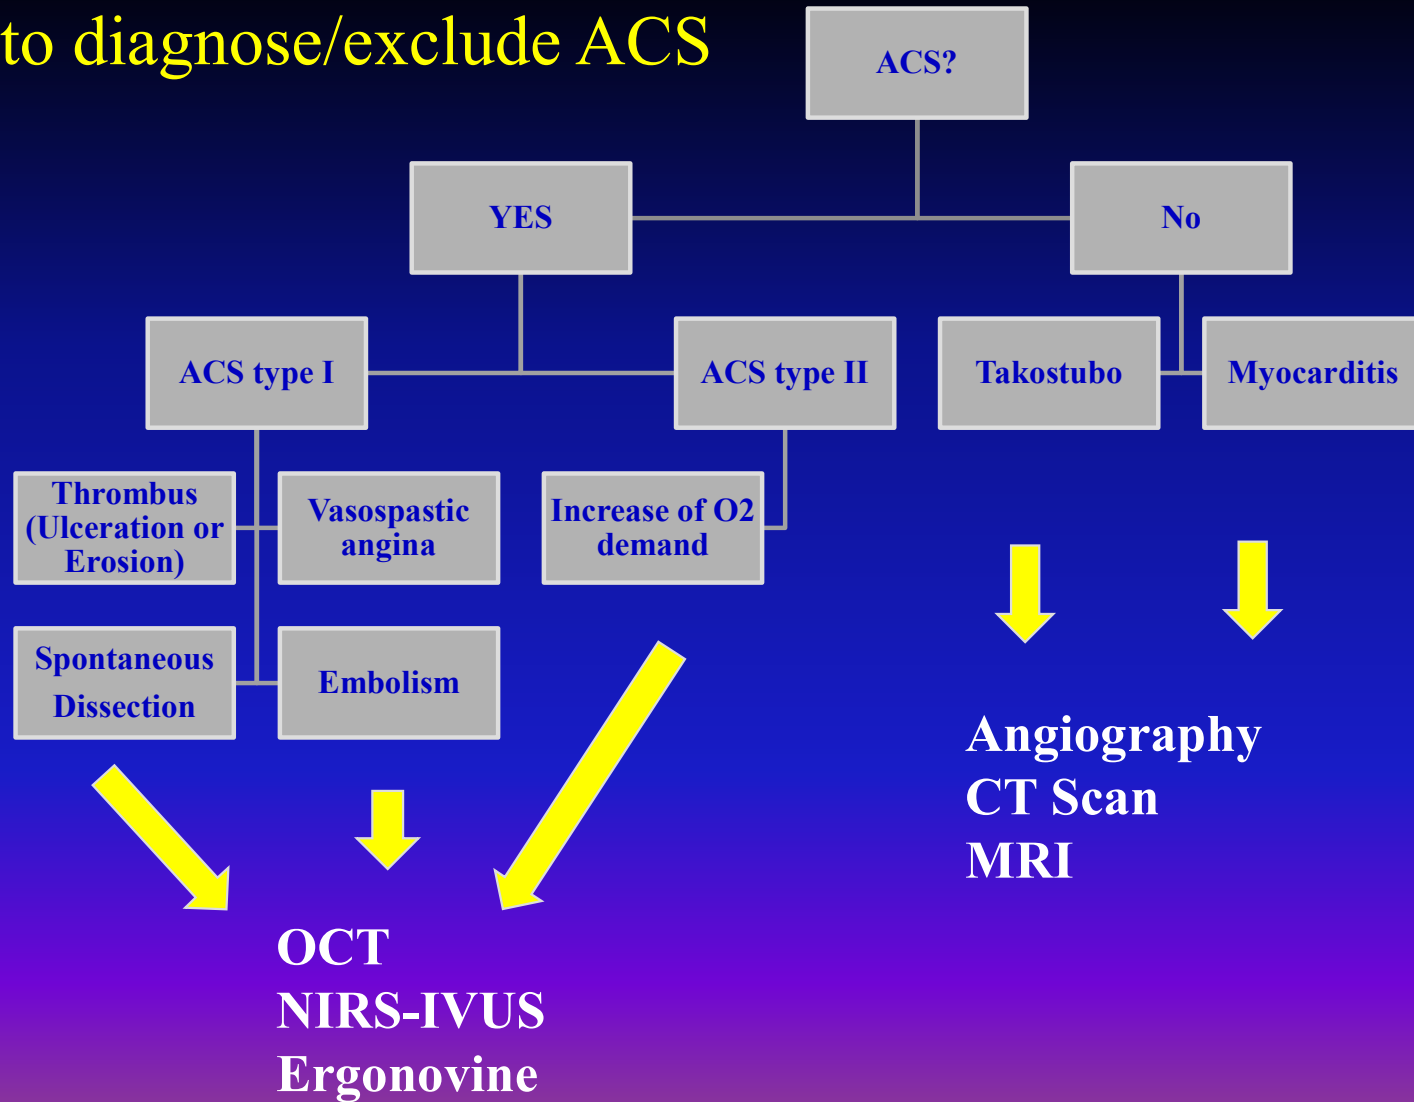 to diagnose/exclude ACS
ACS?
YES
No
ACS type I
ACS type II
Takostubo
Myocarditis
Thrombus
(Ulceration or
Erosion)
Vasospastic
angina
Increase of O2
demand
Spontaneous
Dissection
Embolism
Angiography
CT Scan
MRI
OCT
NIRS-IVUS
Ergonovine